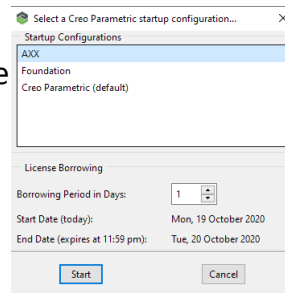 Select a Creo Parametric startup configuration...
Startup Configurations
AXX
Foundation
Creo Parametric (default)
License Borrowing
Borrowing Period in Days: 1
Start Date (today): Mon, 19 October 2020
End Date (expires at 11:59 pm): Tue, 20 October 2020
Start Cancel